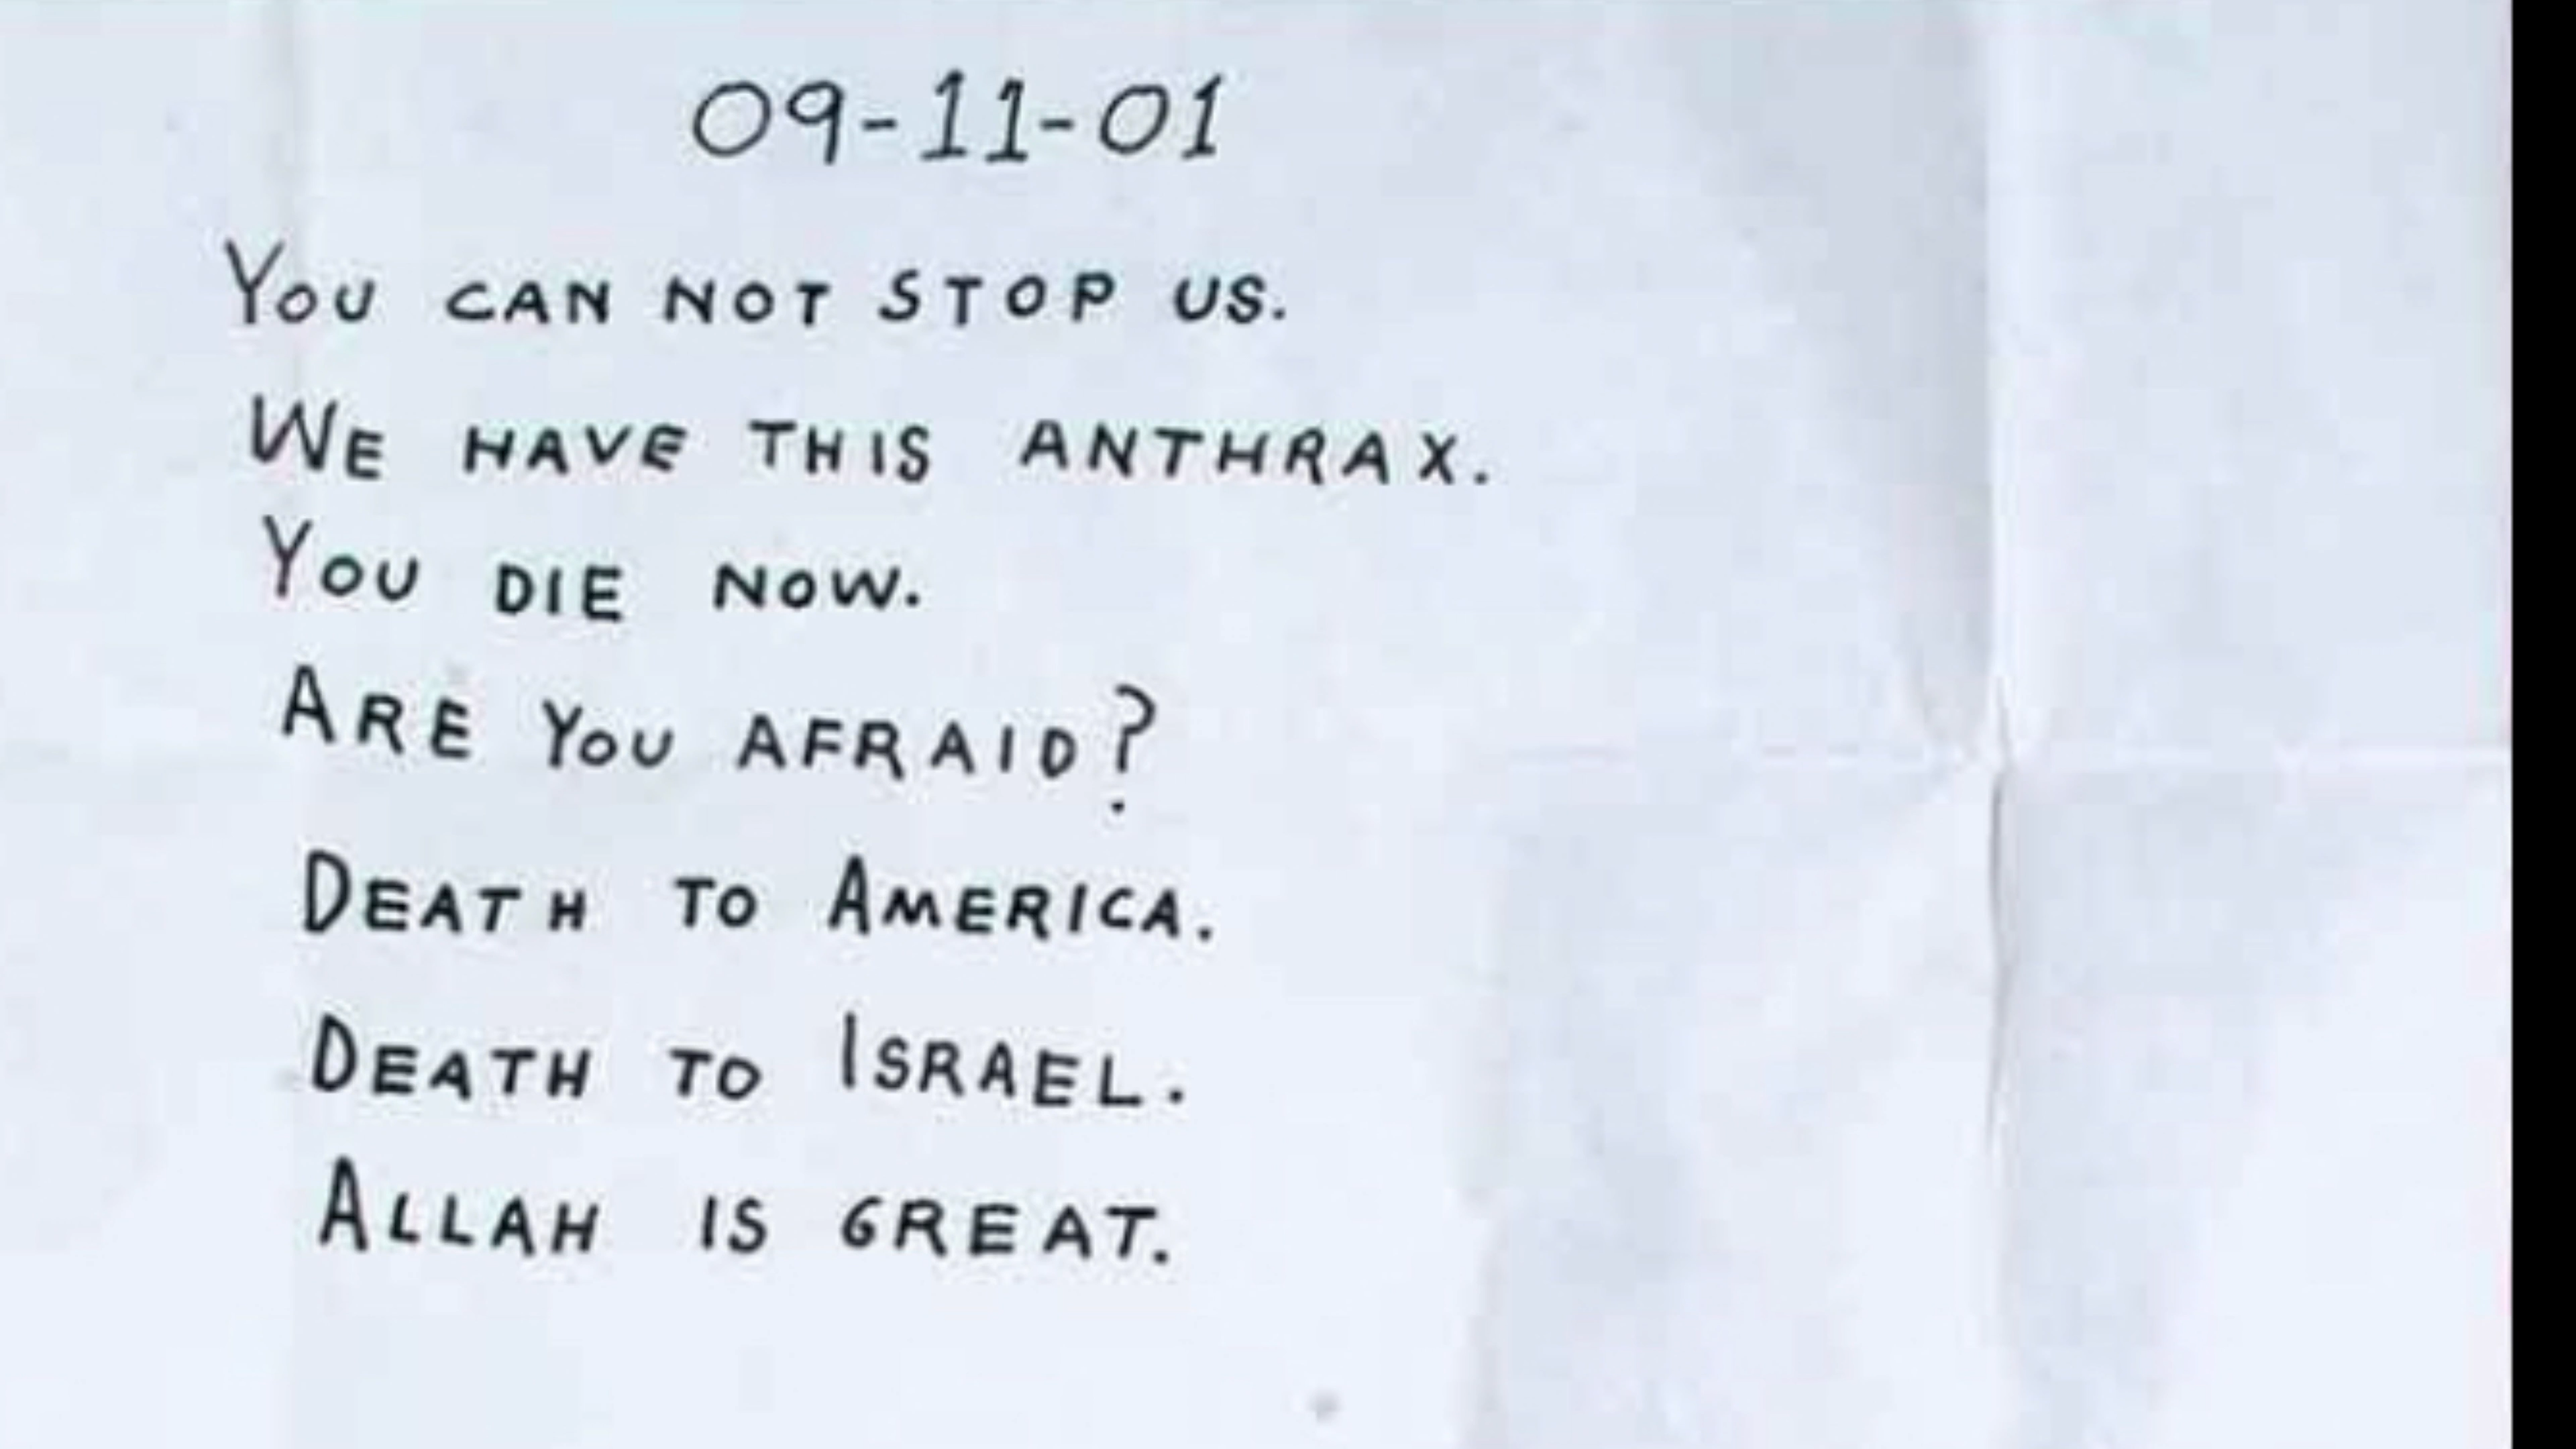 09-11-01
YOU CAN NOT STOP US.
WE HAVE THIS ANTHRAX.
YOU DIE NOW.
ARE YOU AFRAID?
DEATH TO AMERICA.
DEATH TO ISRAEL.
ALLAH IS GREAT.